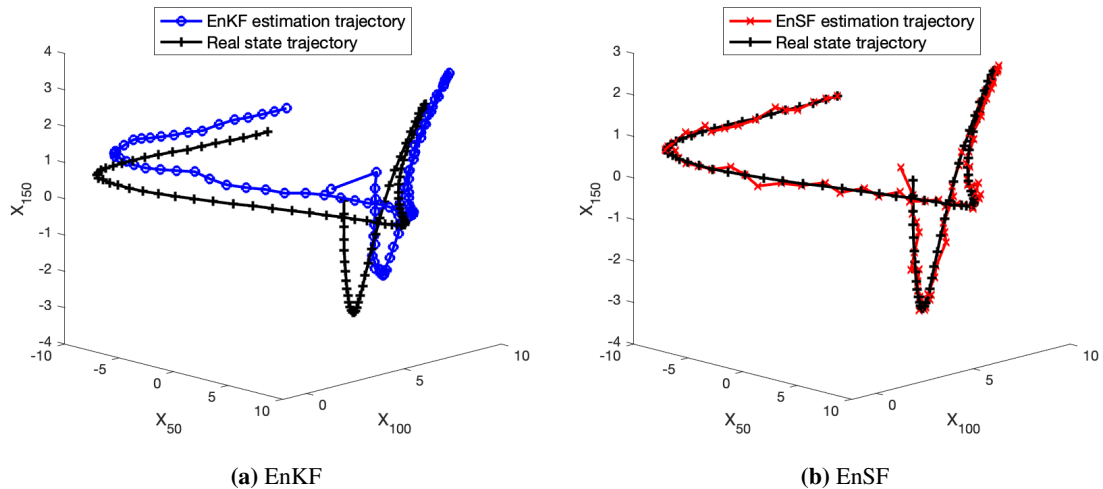 EnKF estimation trajectory
Real state trajectory
4
3
2
1
0
-1
-2
-3
-4
X150
-10
-5
0
5
10
X50
0
5
10
X100
(a) EnKF
EnSF estimation trajectory
Real state trajectory
3
2
1
0
-1
-2
-3
-4
X150
-10
-5
0
5
10
X50
0
5
10
X100
(b) EnSF